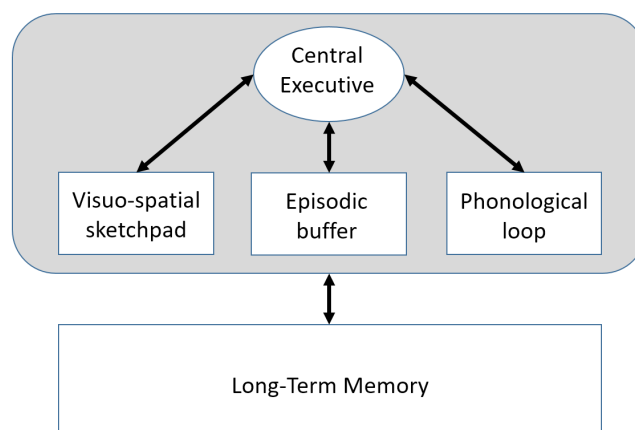 Central
Executive
Visuo-spatial
sketchpad
Episodic
buffer
Phonological
loop
Long-Term Memory